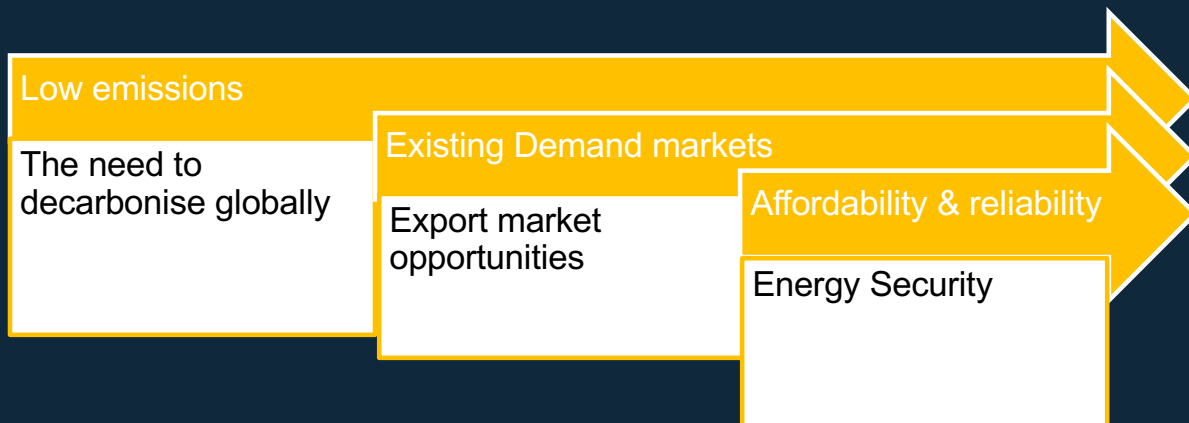 Low emissions
The need to
decarbonise globally
Existing Demand markets
Export market
opportunities
Affordability & reliability
Energy Security